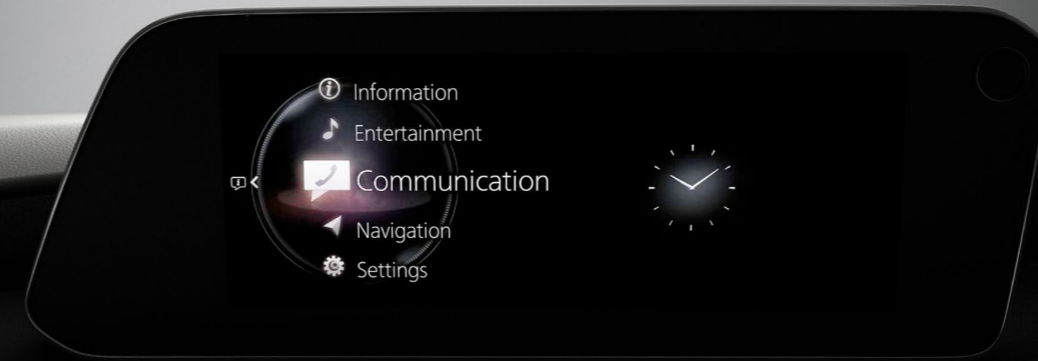 Information
Entertainment
Communication
Navigation
Settings